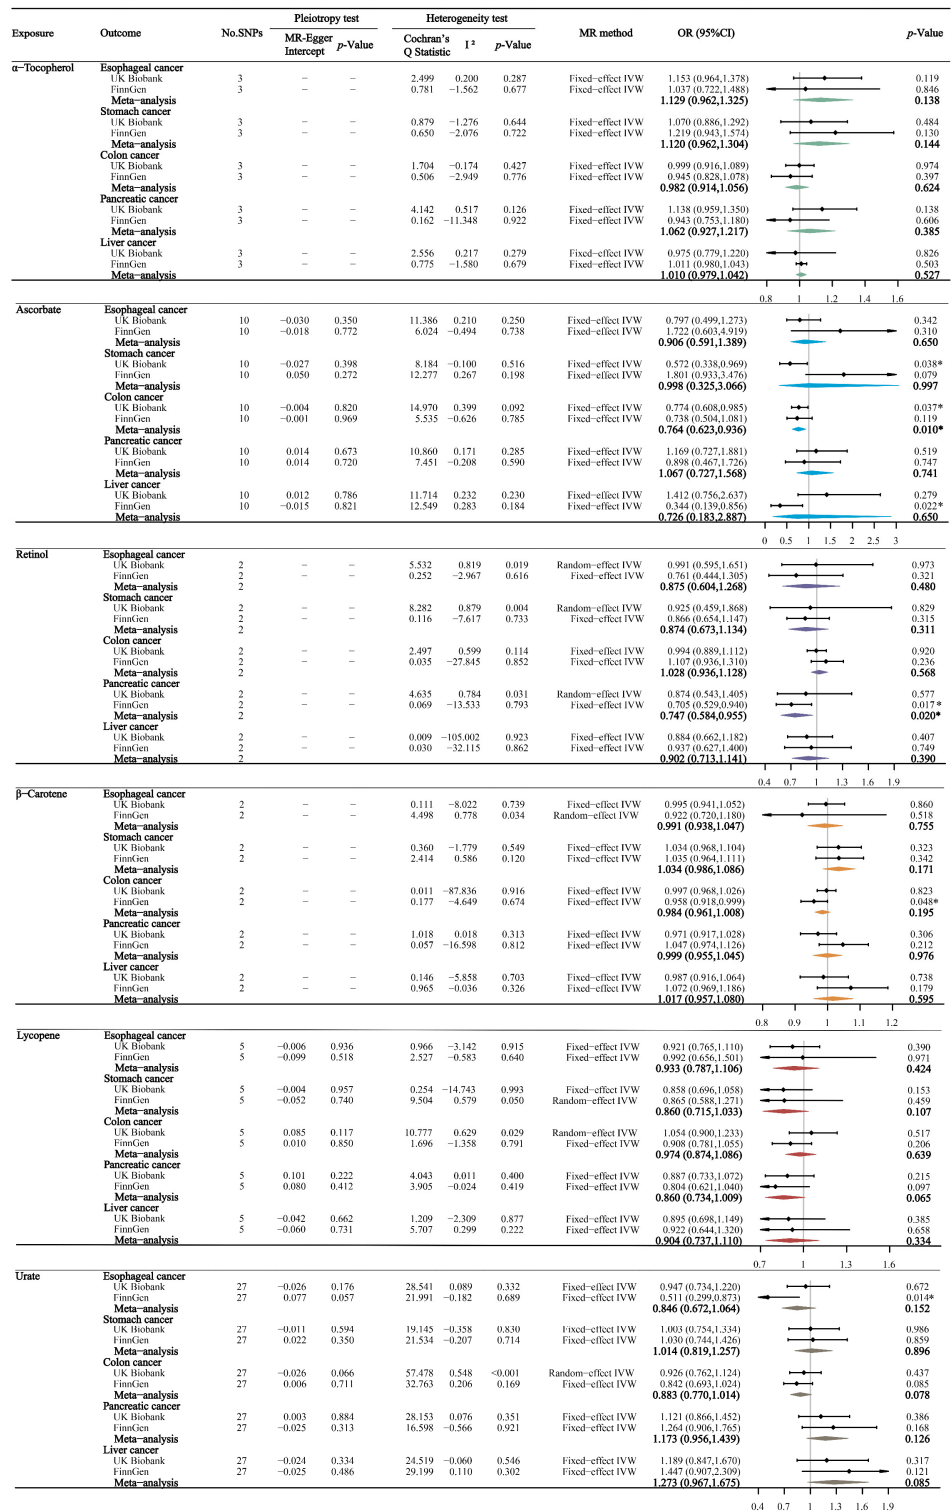 Pleiotropy test Heterogeneity test
Exposure Outcome No.SNPs MR-Egger Intercept p-Value Cochran's Q Statistic I² p-Value MR method OR (95%CI) p-Value
α-Tocopherol Esophageal cancer
UK Biobank 3 − − 2.499 0.200 0.287 Fixed−effect IVW 1.153 (0.964,1.378) 0.119
FinnGen 3 − − 0.781 −1.562 0.677 Fixed−effect IVW 1.037 (0.722,1.488) 0.846
Meta−analysis 1.129 (0.962,1.325) 0.138
Stomach cancer
UK Biobank 3 − − 0.879 −1.276 0.644 Fixed−effect IVW 1.070 (0.886,1.292) 0.484
FinnGen 3 − − 0.650 −2.076 0.722 Fixed−effect IVW 1.219 (0.943,1.574) 0.130
Meta−analysis 1.120 (0.962,1.304) 0.144
Colon cancer
UK Biobank 3 − − 1.704 −0.174 0.427 Fixed−effect IVW 0.999 (0.916,1.089) 0.974
FinnGen 3 − − 0.506 −2.949 0.776 Fixed−effect IVW 0.945 (0.828,1.078) 0.397
Meta−analysis 0.982 (0.914,1.056) 0.624
Pancreatic cancer
UK Biobank 3 − − 4.142 0.517 0.126 Fixed−effect IVW 1.138 (0.959,1.350) 0.138
FinnGen 3 − − 0.162 −11.348 0.922 Fixed−effect IVW 0.943 (0.753,1.180) 0.606
Meta−analysis 1.062 (0.927,1.217) 0.385
Liver cancer
UK Biobank 3 − − 2.556 0.217 0.279 Fixed−effect IVW 0.975 (0.779,1.220) 0.826
FinnGen 3 − − 0.775 −1.580 0.679 Fixed−effect IVW 1.011 (0.980,1.043) 0.503
Meta−analysis 1.010 (0.979,1.042) 0.527
0.8 1 1.2 1.4 1.6
Ascorbate Esophageal cancer
UK Biobank 10 −0.030 0.350 11.386 0.210 0.250 Fixed−effect IVW 0.797 (0.499,1.273) 0.342
FinnGen 10 −0.018 0.772 6.024 −0.494 0.738 Fixed−effect IVW 1.722 (0.603,4.919) 0.310
Meta−analysis 0.906 (0.591,1.389) 0.650
Stomach cancer
UK Biobank 10 −0.027 0.398 8.184 −0.100 0.516 Fixed−effect IVW 0.572 (0.338,0.969) 0.038*
FinnGen 10 0.050 0.272 12.277 0.267 0.198 Fixed−effect IVW 1.801 (0.933,3.476) 0.079
Meta−analysis 0.998 (0.325,3.066) 0.997
Colon cancer
UK Biobank 10 −0.004 0.820 14.970 0.399 0.092 Fixed−effect IVW 0.774 (0.608,0.985) 0.037*
FinnGen 10 −0.001 0.969 5.535 −0.626 0.785 Fixed−effect IVW 0.738 (0.504,1.081) 0.119
Meta−analysis 0.764 (0.623,0.936) 0.010*
Pancreatic cancer
UK Biobank 10 0.014 0.673 10.860 0.171 0.285 Fixed−effect IVW 1.169 (0.727,1.881) 0.519
FinnGen 10 0.014 0.720 7.451 −0.208 0.590 Fixed−effect IVW 0.898 (0.467,1.726) 0.747
Meta−analysis 1.067 (0.727,1.568) 0.741
Liver cancer
UK Biobank 10 0.012 0.786 11.714 0.232 0.230 Fixed−effect IVW 1.412 (0.756,2.637) 0.279
FinnGen 10 −0.015 0.821 12.549 0.283 0.184 Fixed−effect IVW 0.344 (0.139,0.856) 0.022*
Meta−analysis 0.726 (0.183,2.887) 0.650
0 0.5 1 1.5 2 2.5 3
Retinol Esophageal cancer
UK Biobank 2 − − 5.532 0.819 0.019 Random−effect IVW 0.991 (0.595,1.651) 0.973
FinnGen 2 − − 0.252 −2.967 0.616 Fixed−effect IVW 0.761 (0.444,1.305) 0.321
Meta−analysis 2 0.875 (0.604,1.268) 0.480
Stomach cancer
UK Biobank 2 − − 8.282 0.879 0.004 Random−effect IVW 0.925 (0.459,1.868) 0.829
FinnGen 2 − − 0.116 −7.617 0.733 Fixed−effect IVW 0.866 (0.654,1.147) 0.315
Meta−analysis 2 0.874 (0.673,1.134) 0.311
Colon cancer
UK Biobank 2 − − 2.497 0.599 0.114 Fixed−effect IVW 0.994 (0.889,1.112) 0.920
FinnGen 2 − − 0.035 −27.845 0.852 Fixed−effect IVW 1.107 (0.936,1.310) 0.236
Meta−analysis 2 1.028 (0.936,1.128) 0.568
Pancreatic cancer
UK Biobank 2 − − 4.635 0.784 0.031 Random−effect IVW 0.874 (0.543,1.405) 0.577
FinnGen 2 − − 0.069 −13.533 0.793 Fixed−effect IVW 0.705 (0.529,0.940) 0.017*
Meta−analysis 2 0.747 (0.584,0.955) 0.020*
Liver cancer
UK Biobank 2 − − 0.009 −105.002 0.923 Fixed−effect IVW 0.884 (0.662,1.182) 0.407
FinnGen 2 − − 0.030 −32.115 0.862 Fixed−effect IVW 0.937 (0.627,1.400) 0.749
Meta−analysis 2 0.902 (0.713,1.141) 0.390
0.4 0.7 1 1.3 1.6 1.9
β−Carotene Esophageal cancer
UK Biobank 2 − − 0.111 −8.022 0.739 Fixed−effect IVW 0.995 (0.941,1.052) 0.860
FinnGen 2 − − 4.498 0.778 0.034 Random−effect IVW 0.922 (0.720,1.180) 0.518
Meta−analysis 0.991 (0.938,1.047) 0.755
Stomach cancer
UK Biobank 2 − − 0.360 −1.779 0.549 Fixed−effect IVW 1.034 (0.968,1.104) 0.323
FinnGen 2 − − 2.414 0.586 0.120 Fixed−effect IVW 1.035 (0.964,1.111) 0.342
Meta−analysis 1.034 (0.986,1.086) 0.171
Colon cancer
UK Biobank 2 − − 0.011 −87.836 0.916 Fixed−effect IVW 0.997 (0.968,1.026) 0.823
FinnGen 2 − − 0.177 −4.649 0.674 Fixed−effect IVW 0.958 (0.918,0.999) 0.048*
Meta−analysis 0.984 (0.961,1.008) 0.195
Pancreatic cancer
UK Biobank 2 − − 1.018 0.018 0.313 Fixed−effect IVW 0.971 (0.917,1.028) 0.306
FinnGen 2 − − 0.057 −16.598 0.812 Fixed−effect IVW 1.047 (0.974,1.126) 0.212
Meta−analysis 0.999 (0.955,1.045) 0.976
Liver cancer
UK Biobank 2 − − 0.146 −5.858 0.703 Fixed−effect IVW 0.987 (0.916,1.064) 0.738
FinnGen 2 − − 0.965 −0.036 0.326 Fixed−effect IVW 1.072 (0.969,1.186) 0.179
Meta−analysis 1.017 (0.957,1.080) 0.595
0.8 0.9 1 1.1 1.2
Lycopene Esophageal cancer
UK Biobank 5 −0.006 0.936 0.966 −3.142 0.915 Fixed−effect IVW 0.921 (0.765,1.110) 0.390
FinnGen 5 −0.099 0.518 2.527 −0.583 0.640 Fixed−effect IVW 0.992 (0.656,1.501) 0.971
Meta−analysis 0.933 (0.787,1.106) 0.424
Stomach cancer
UK Biobank 5 −0.004 0.957 0.254 −14.743 0.993 Fixed−effect IVW 0.858 (0.696,1.058) 0.153
FinnGen 5 −0.052 0.740 9.504 0.579 0.050 Random−effect IVW 0.865 (0.588,1.271) 0.459
Meta−analysis 0.860 (0.715,1.033) 0.107
Colon cancer
UK Biobank 5 0.085 0.117 10.777 0.629 0.029 Random−effect IVW 1.054 (0.900,1.233) 0.517
FinnGen 5 0.010 0.850 1.696 −1.358 0.791 Fixed−effect IVW 0.908 (0.781,1.055) 0.206
Meta−analysis 0.974 (0.874,1.086) 0.639
Pancreatic cancer
UK Biobank 5 0.101 0.222 4.043 0.011 0.400 Fixed−effect IVW 0.887 (0.733,1.072) 0.215
FinnGen 5 0.080 0.412 3.905 −0.024 0.419 Fixed−effect IVW 0.804 (0.621,1.040) 0.097
Meta−analysis 0.860 (0.734,1.009) 0.065
Liver cancer
UK Biobank 5 −0.042 0.662 1.209 −2.309 0.877 Fixed−effect IVW 0.895 (0.698,1.149) 0.385
FinnGen 5 −0.060 0.731 5.707 0.299 0.222 Fixed−effect IVW 0.922 (0.644,1.320) 0.658
Meta−analysis 0.904 (0.737,1.110) 0.334
0.7 1 1.3 1.6
Urate Esophageal cancer
UK Biobank 27 −0.026 0.176 28.541 0.089 0.332 Fixed−effect IVW 0.947 (0.734,1.220) 0.672
FinnGen 27 0.077 0.057 21.991 −0.182 0.689 Fixed−effect IVW 0.511 (0.299,0.873) 0.014*
Meta−analysis 0.846 (0.672,1.064) 0.152
Stomach cancer
UK Biobank 27 −0.011 0.594 19.145 −0.358 0.830 Fixed−effect IVW 1.003 (0.754,1.334) 0.986
FinnGen 27 0.022 0.350 21.534 −0.207 0.714 Fixed−effect IVW 1.030 (0.744,1.426) 0.859
Meta−analysis 1.014 (0.819,1.257) 0.896
Colon cancer
UK Biobank 27 −0.026 0.066 57.478 0.548 <0.001 Random−effect IVW 0.926 (0.762,1.124) 0.437
FinnGen 27 0.006 0.711 32.763 0.206 0.169 Fixed−effect IVW 0.842 (0.693,1.024) 0.085
Meta−analysis 0.883 (0.770,1.014) 0.078
Pancreatic cancer
UK Biobank 27 0.003 0.884 28.153 0.076 0.351 Fixed−effect IVW 1.121 (0.866,1.452) 0.386
FinnGen 27 −0.025 0.313 16.598 −0.566 0.921 Fixed−effect IVW 1.264 (0.906,1.765) 0.168
Meta−analysis 1.173 (0.956,1.439) 0.126
Liver cancer
UK Biobank 27 −0.024 0.334 24.519 −0.060 0.546 Fixed−effect IVW 1.189 (0.847,1.670) 0.317
FinnGen 27 −0.025 0.486 29.199 0.110 0.302 Fixed−effect IVW 1.447 (0.907,2.309) 0.121
Meta−analysis 1.273 (0.967,1.675) 0.085
0.4 0.7 1 1.3 1.6 1.9